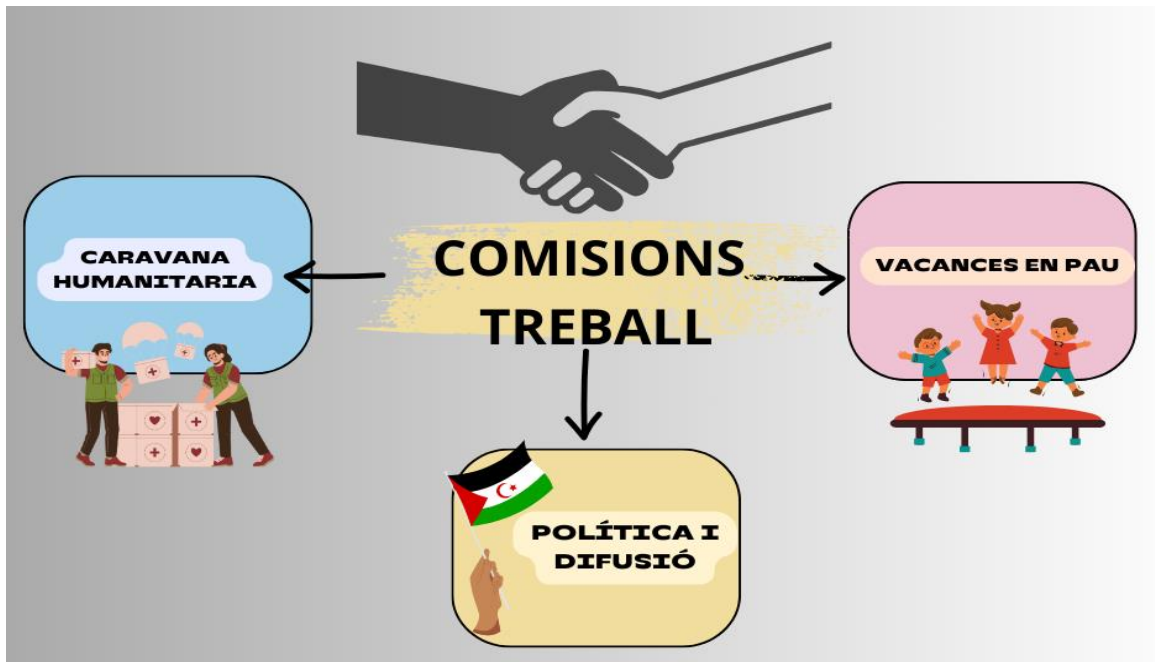 COMISIONS
TREBALL
CARAVANA
HUMANITARIA
VACANCES EN PAU
POLÍTICA I
DIFUSIÓ